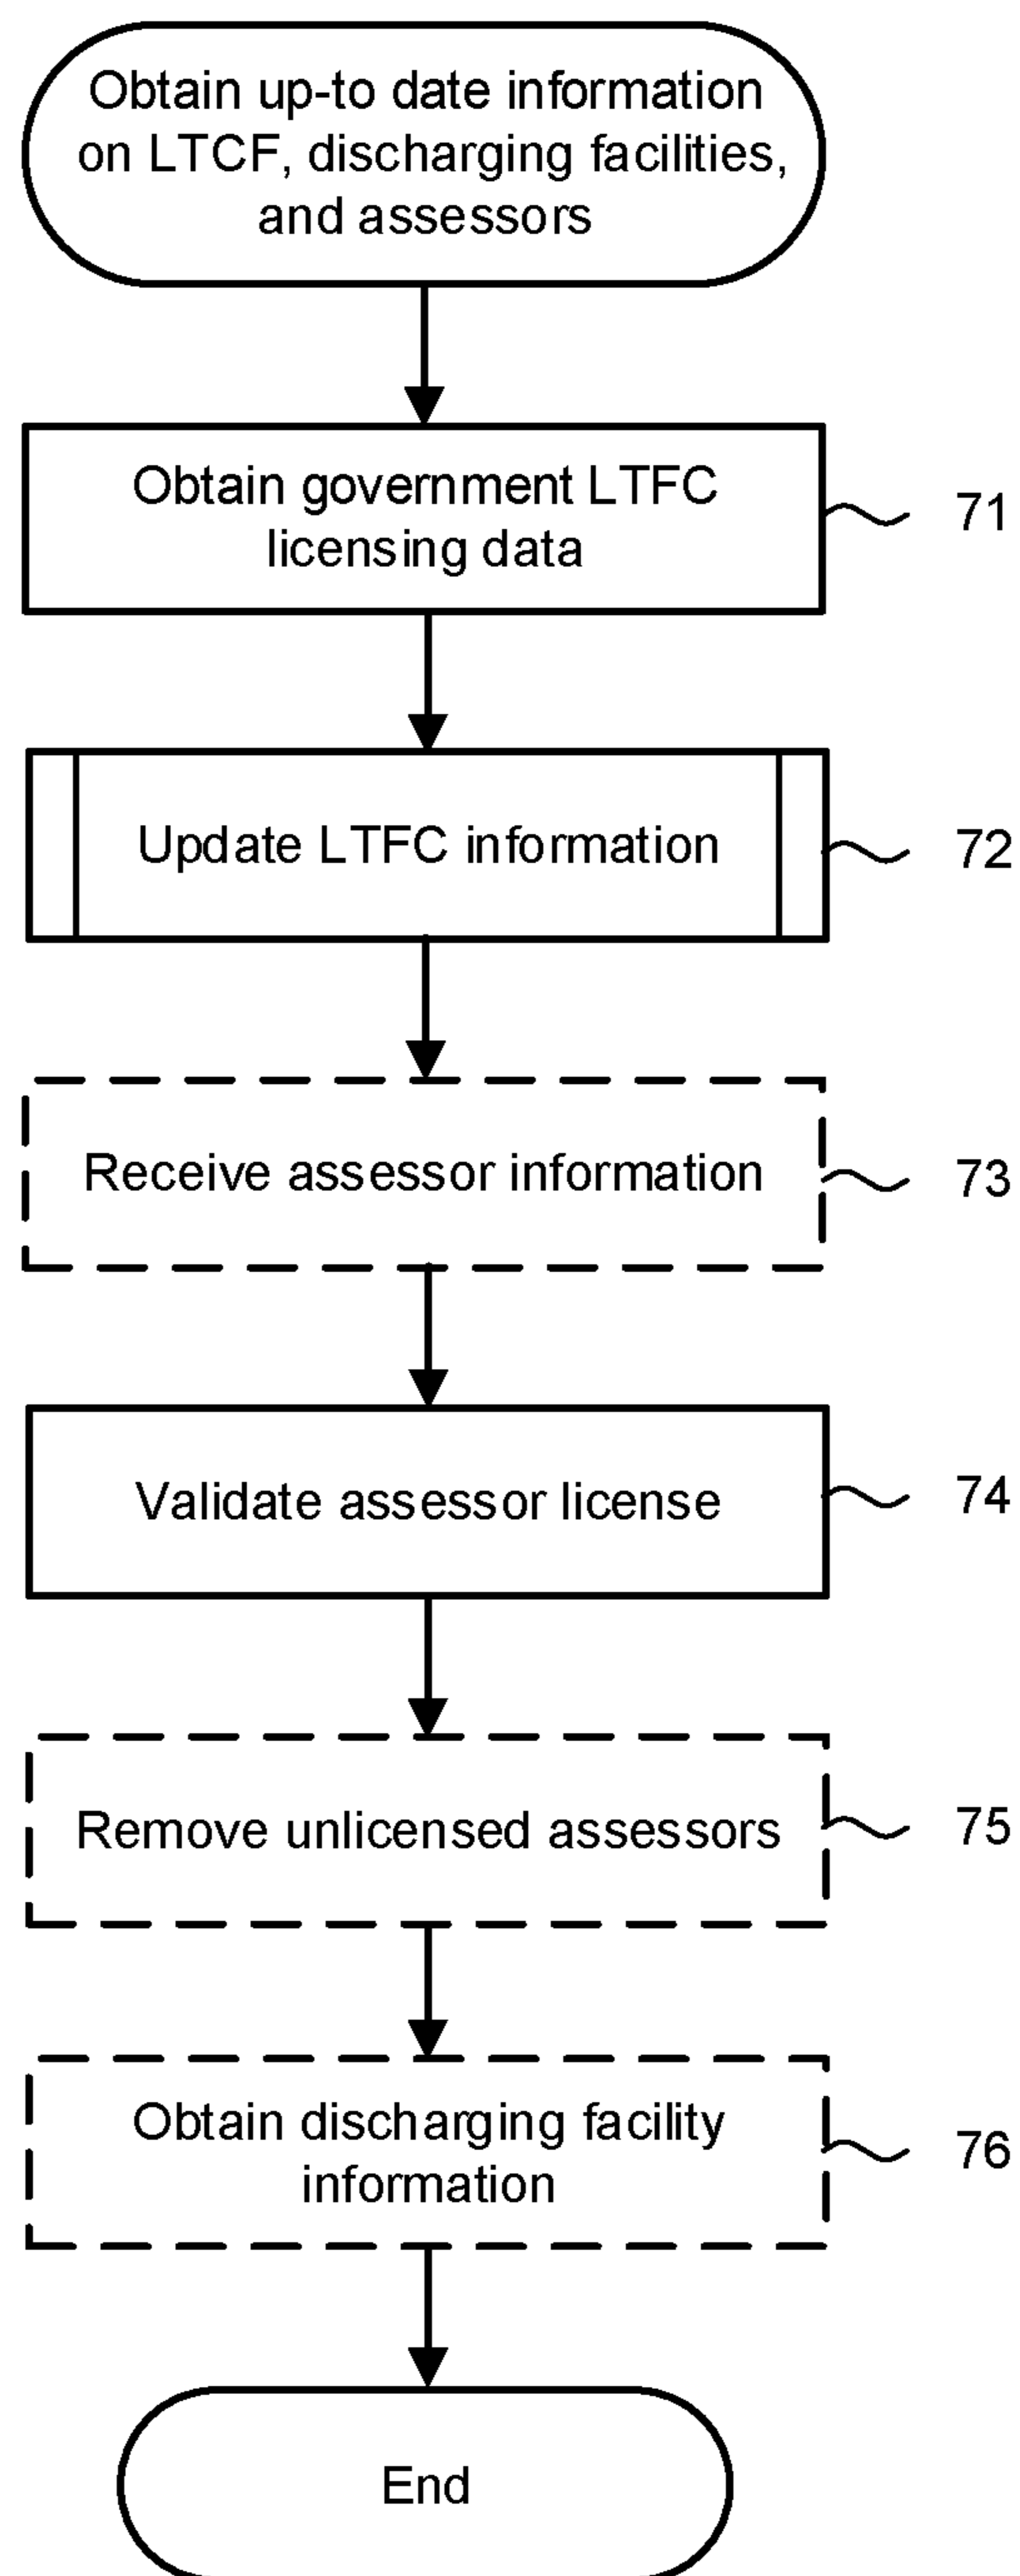 Obtain up-to date information
on LTCF, discharging facilities,
and assessors
Obtain government LTFC
licensing data
71
Update LTFC information
72
Receive assessor information
73
Validate assessor license
74
Remove unlicensed assessors
75
Obtain discharging facility
information
76
End